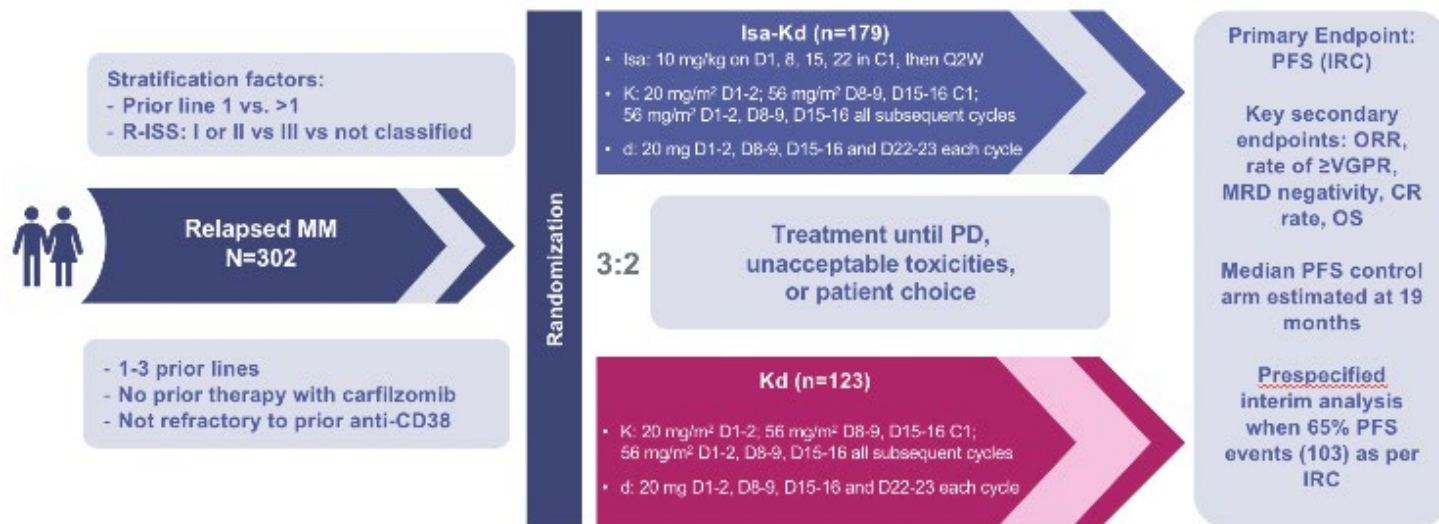 Stratification factors:
- Prior line 1 vs. >1
- R-ISS: I or II vs III vs not classified
Relapsed MM
N=302
- 1-3 prior lines
- No prior therapy with carfilzomib
- Not refractory to prior anti-CD38
Randomization
3:2
Isa-Kd (n=179)
• Isa: 10 mg/kg on D1, 8, 15, 22 in C1, then Q2W
• K: 20 mg/m² D1-2; 56 mg/m² D8-9, D15-16 C1;
56 mg/m² D1-2, D8-9, D15-16 all subsequent cycles
• d: 20 mg D1-2, D8-9, D15-16 and D22-23 each cycle
Treatment until PD,
unacceptable toxicities,
or patient choice
Kd (n=123)
• K: 20 mg/m² D1-2; 56 mg/m² D8-9, D15-16 C1;
56 mg/m² D1-2, D8-9, D15-16 all subsequent cycles
• d: 20 mg D1-2, D8-9, D15-16 and D22-23 each cycle
Primary Endpoint:
PFS (IRC)
Key secondary
endpoints: ORR,
rate of ≥VGPR,
MRD negativity, CR
rate, OS
Median PFS control
arm estimated at 19
months
Prespecified
interim analysis
when 65% PFS
events (103) as per
IRC